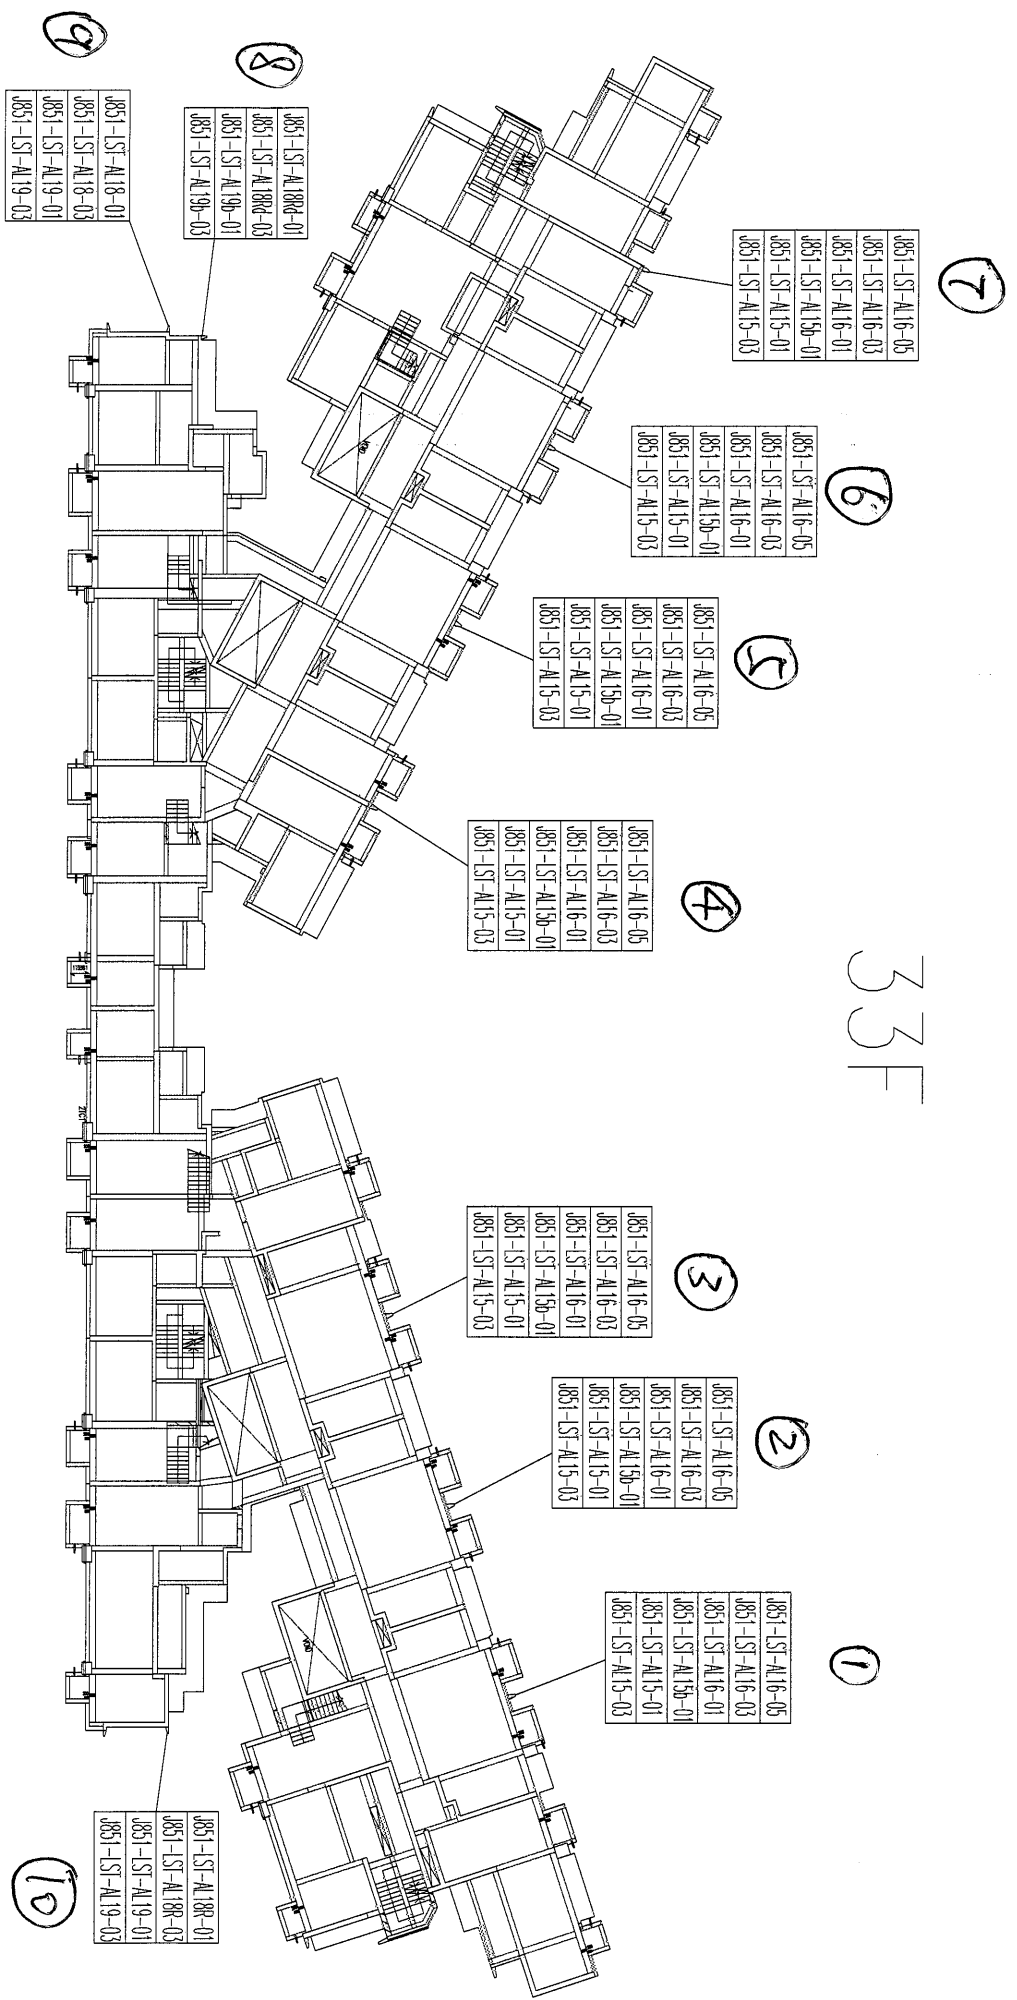 33F
①
J851-LST-AL16-05
J851-LST-AL16-03
J851-LST-AL16-01
J851-LST-AL15b-01
J851-LST-AL15-01
J851-LST-AL15-03
②
J851-LST-AL16-05
J851-LST-AL16-03
J851-LST-AL16-01
J851-LST-AL15b-01
J851-LST-AL15-01
J851-LST-AL15-03
③
J851-LST-AL16-05
J851-LST-AL16-03
J851-LST-AL16-01
J851-LST-AL15b-01
J851-LST-AL15-01
J851-LST-AL15-03
④
J851-LST-AL16-05
J851-LST-AL16-03
J851-LST-AL16-01
J851-LST-AL15b-01
J851-LST-AL15-01
J851-LST-AL15-03
⑤
J851-LST-AL16-05
J851-LST-AL16-03
J851-LST-AL16-01
J851-LST-AL15b-01
J851-LST-AL15-01
J851-LST-AL15-03
⑥
J851-LST-AL16-05
J851-LST-AL16-03
J851-LST-AL16-01
J851-LST-AL15b-01
J851-LST-AL15-01
J851-LST-AL15-03
⑦
J851-LST-AL16-05
J851-LST-AL16-03
J851-LST-AL16-01
J851-LST-AL15b-01
J851-LST-AL15-01
J851-LST-AL15-03
⑧
J851-LST-AL18Rd-01
J851-LST-AL18Rd-03
J851-LST-AL19b-01
J851-LST-AL19b-03
⑨
J851-LST-AL18-01
J851-LST-AL18-03
J851-LST-AL19-01
J851-LST-AL19-03
⑩
J851-LST-AL18R-01
J851-LST-AL18R-03
J851-LST-AL19-01
J851-LST-AL19-03
VOID
VOID